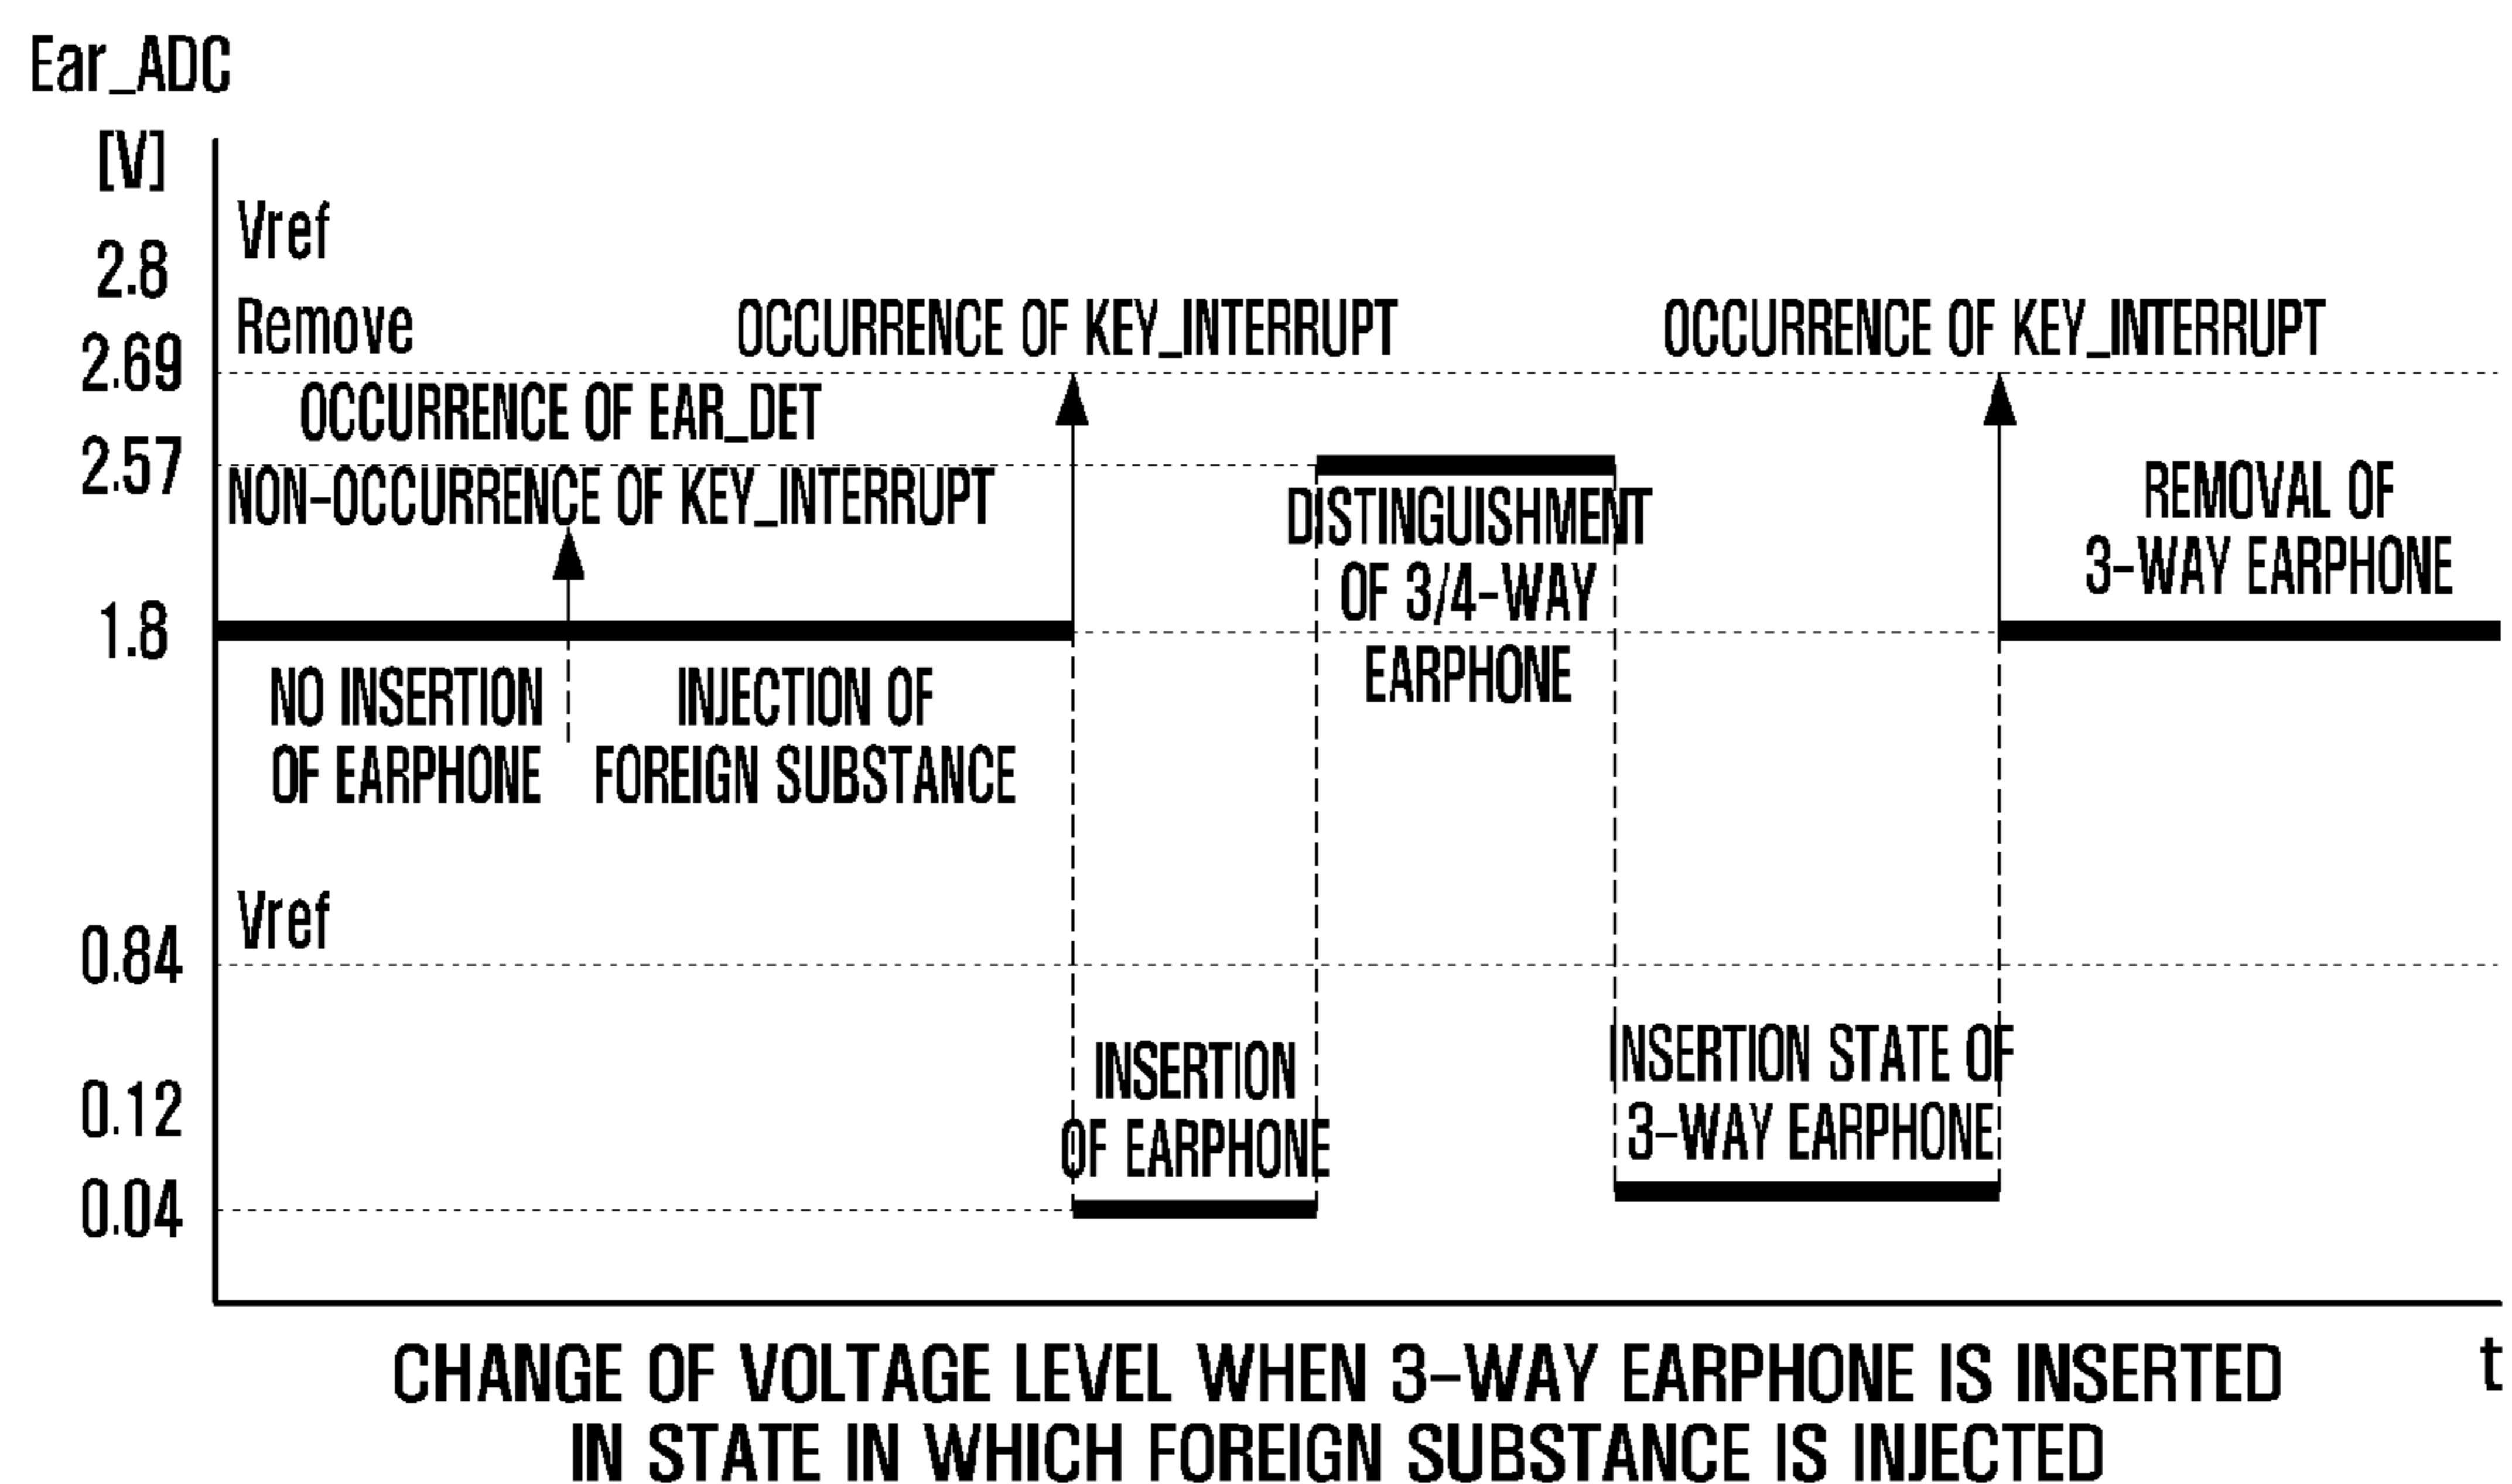 Ear_ADC
[V]
Vref
2.8
Remove
OCCURRENCE OF KEY_INTERRUPT
OCCURRENCE OF KEY_INTERRUPT
2.69
OCCURRENCE OF EAR_DET
2.57
NON-OCCURRENCE OF KEY_INTERRUPT
DISTINGUISHMENT
OF 3/4-WAY
EARPHONE
REMOVAL OF
3-WAY EARPHONE
1.8
NO INSERTION
OF EARPHONE
INJECTION OF
FOREIGN SUBSTANCE
Vref
0.84
INSERTION
OF EARPHONE
INSERTION STATE OF
3-WAY EARPHONE
0.12
0.04
t
CHANGE OF VOLTAGE LEVEL WHEN 3-WAY EARPHONE IS INSERTED
IN STATE IN WHICH FOREIGN SUBSTANCE IS INJECTED